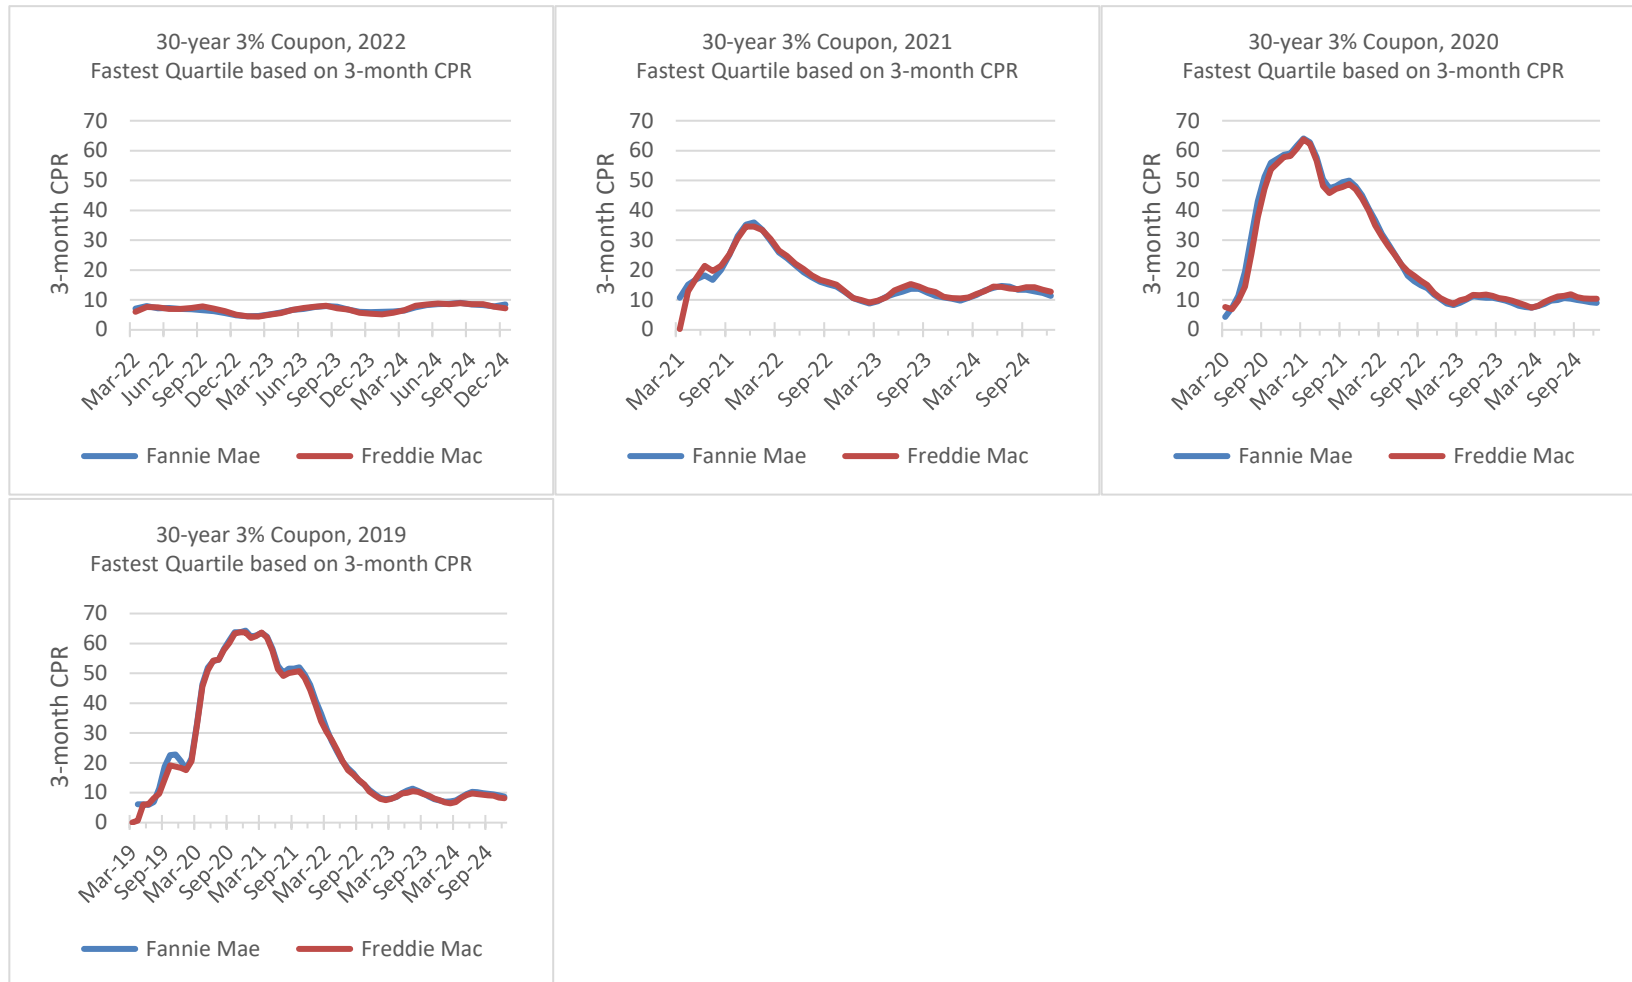 30-year 3% Coupon, 2022
Fastest Quartile based on 3-month CPR
3-month CPR
70
60
50
40
30
20
10
0
Mar-22
Jun-22
Sep-22
Dec-22
Mar-23
Jun-23
Sep-23
Dec-23
Mar-24
Jun-24
Sep-24
Dec-24
Fannie Mae
Freddie Mac
30-year 3% Coupon, 2021
Fastest Quartile based on 3-month CPR
3-month CPR
70
60
50
40
30
20
10
0
Mar-21
Sep-21
Mar-22
Sep-22
Mar-23
Sep-23
Mar-24
Sep-24
Fannie Mae
Freddie Mac
30-year 3% Coupon, 2020
Fastest Quartile based on 3-month CPR
3-month CPR
70
60
50
40
30
20
10
0
Mar-20
Sep-20
Mar-21
Sep-21
Mar-22
Sep-22
Mar-23
Sep-23
Mar-24
Sep-24
Fannie Mae
Freddie Mac
30-year 3% Coupon, 2019
Fastest Quartile based on 3-month CPR
3-month CPR
70
60
50
40
30
20
10
0
Mar-19
Sep-19
Mar-20
Sep-20
Mar-21
Sep-21
Mar-22
Sep-22
Mar-23
Sep-23
Mar-24
Sep-24
Fannie Mae
Freddie Mac